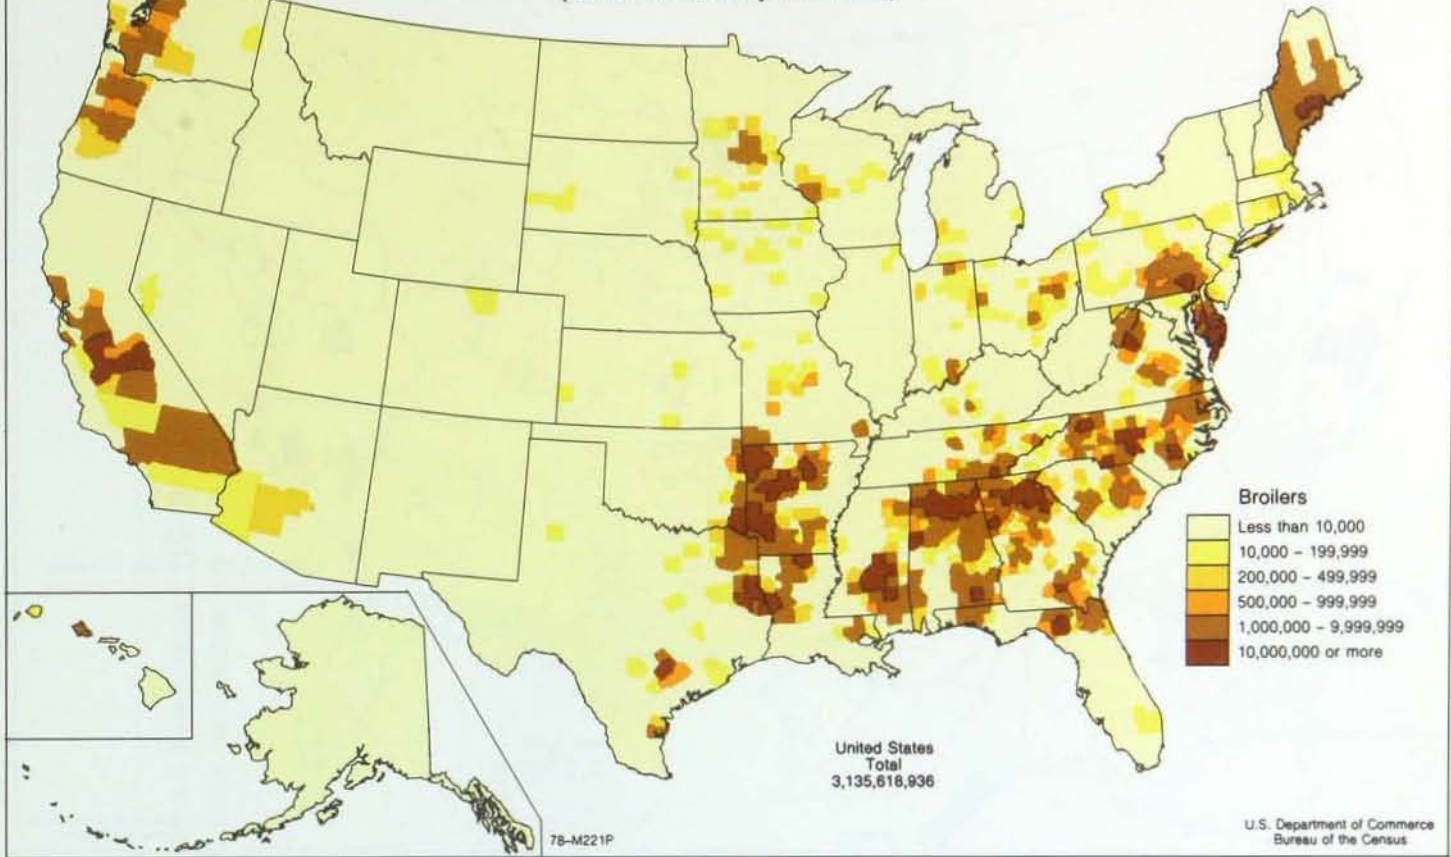 Broilers
Less than 10,000
10,000 – 199,999
200,000 – 499,999
500,000 – 999,999
1,000,000 – 9,999,999
10,000,000 or more
United States
Total
3,135,618,936
78–M221P
U.S. Department of Commerce
Bureau of the Census